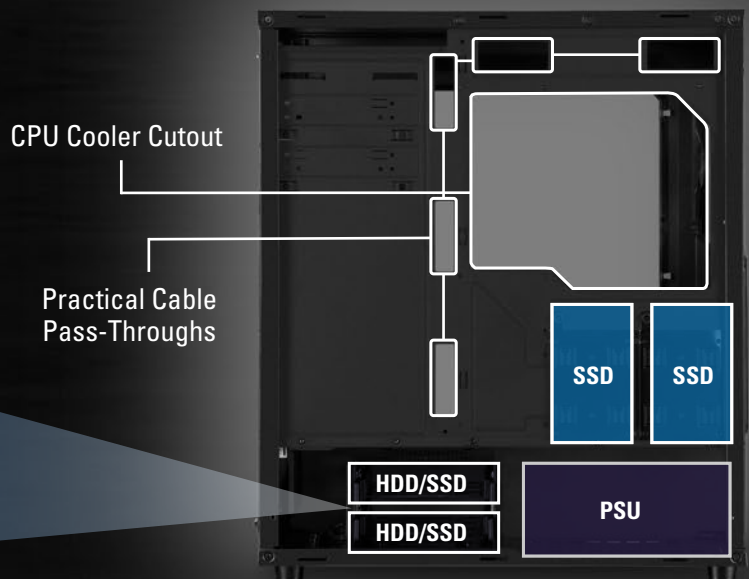 CPU Cooler Cutout
Practical Cable
Pass-Throughs
SSD
SSD
HDD/SSD
HDD/SSD
PSU